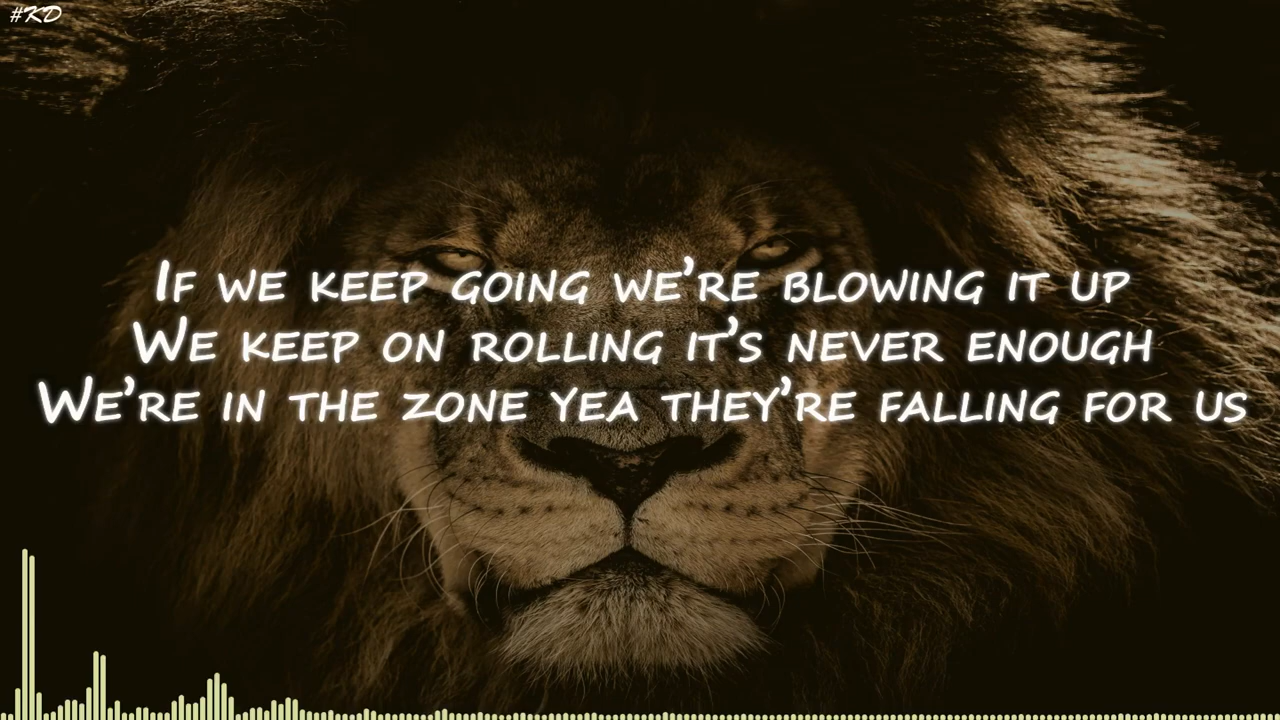 #KD
If we keep going we're blowing it up
We keep on rolling it's never enough
We're in the zone yea they're falling for us